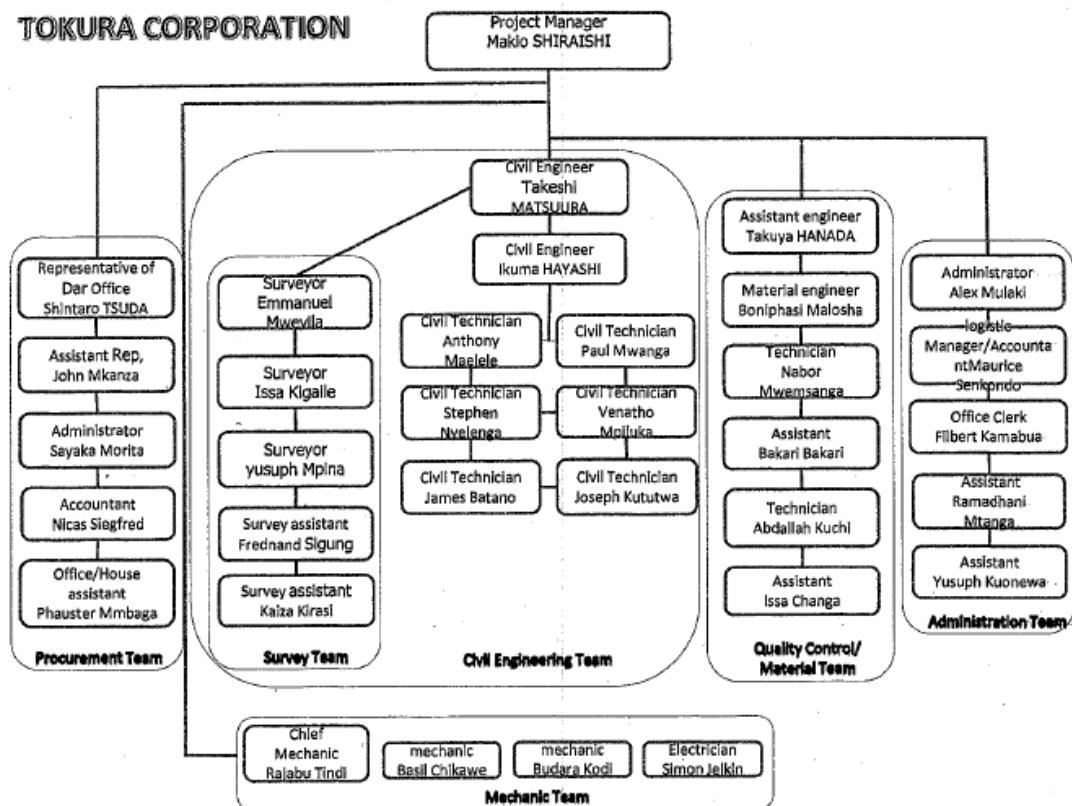 TOKURA CORPORATION
Project Manager
Makio SHIRAISHI
Civil Engineer
Takeshi
MATSUURA
Civil Engineer
Ikuma HAYASHI
Representative of
Dar Office
Shintaro TSUDA
Assistant Rep,
John Mkanza
Administrator
Sayaka Morita
Accountant
Nicas Siegfred
Office/House
assistant
Phauster Mmbaga
Procurement Team
Surveyor
Emmanuel
Mwevila
Surveyor
Issa Kigalle
Surveyor
yusuph Mpina
Survey assistant
Frednand Sigung
Survey assistant
Kaiza Kirasi
Survey Team
Civil Technician
Anthony
Maelele
Civil Technician
Paul Mwanga
Civil Technician
Stephen
Nyelenga
Civil Technician
Venatho
Mpiluka
Civil Technician
James Batano
Civil Technician
Joseph Kututwa
Civil Engineering Team
Assistant engineer
Takuya HANADA
Material engineer
Boniphasi Malosha
Technician
Nabor
Mwemsanga
Assistant
Bakari Bakari
Technician
Abdallah Kuchi
Assistant
Issa Changa
Quality Control/
Material Team
Administrator
Alex Mulaki
logistic
Manager/Accounta
ntMaurice
Senkondo
Office Clerk
Filbert Kamabua
Assistant
Ramadhani
Mtanga
Assistant
Yusuph Kuonewa
Administration Team
Chief
Mechanic
Rajabu Tindi
mechanic
Basil Chikawe
mechanic
Budara Kodi
Electrician
Simon Jelkin
Mechanic Team